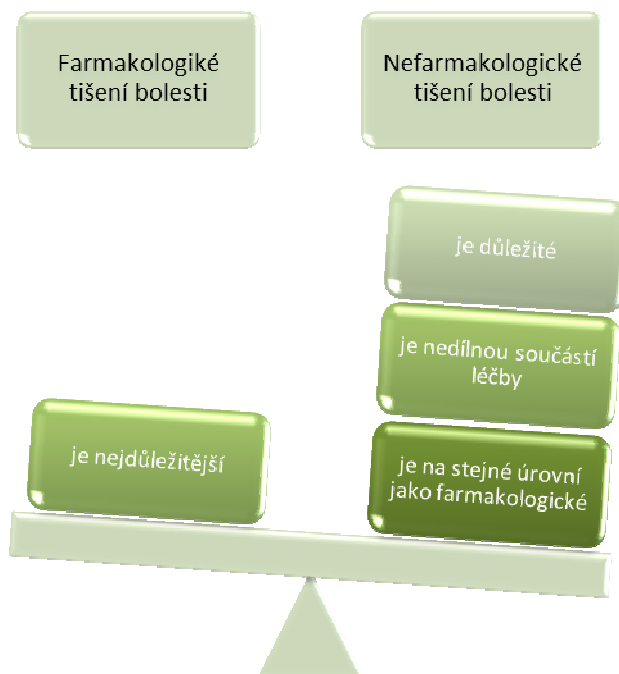 Farmakologiké
tišení bolesti
Nefarmakologické
tišení bolesti
je důležité
je nedílnou součástí
léčby
je nejdůležitější
je na stejné úrovní
jako farmakologické